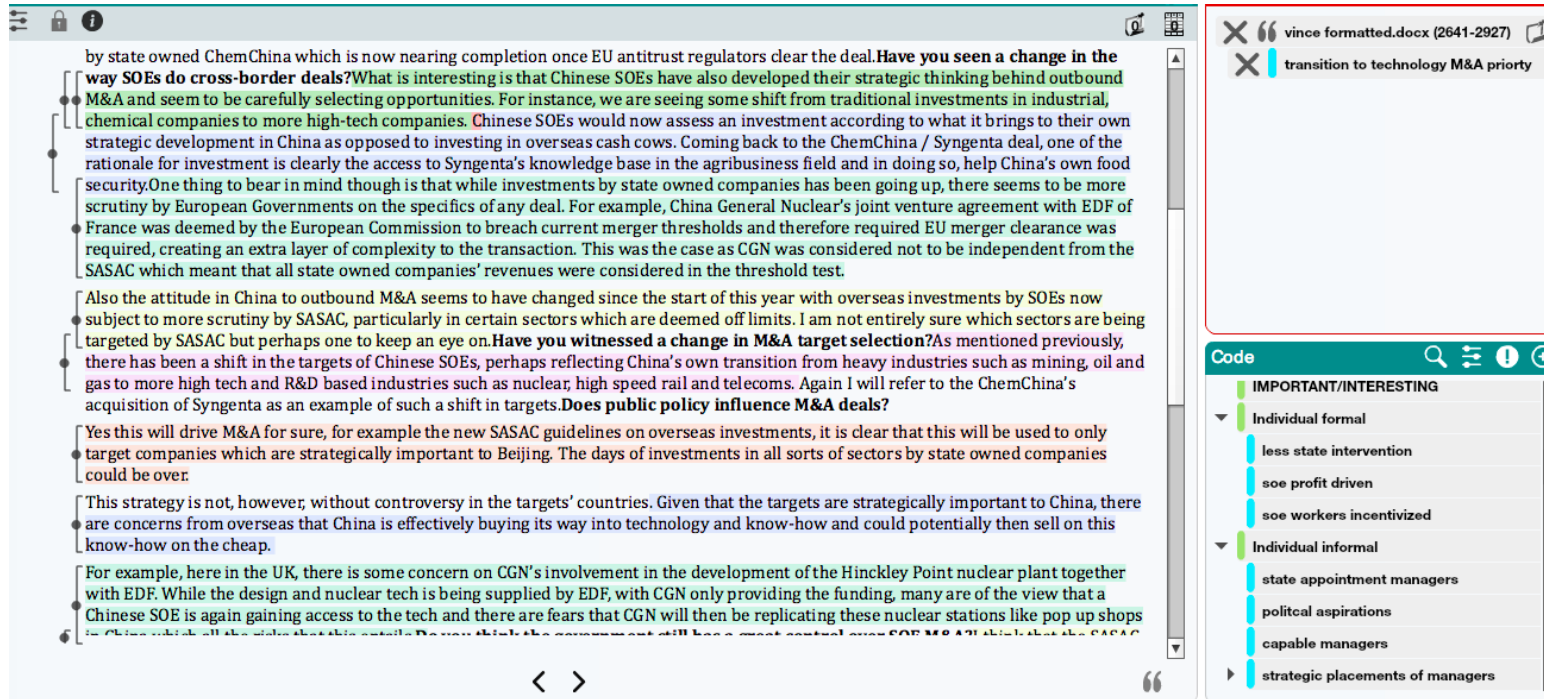 by state owned ChemChina which is now nearing completion once EU antitrust regulators clear the deal.Have you seen a change in the
way SOEs do cross-border deals?What is interesting is that Chinese SOEs have also developed their strategic thinking behind outbound
M&A and seem to be carefully selecting opportunities. For instance, we are seeing some shift from traditional investments in industrial,
chemical companies to more high-tech companies. Chinese SOEs would now assess an investment according to what it brings to their own
strategic development in China as opposed to investing in overseas cash cows. Coming back to the ChemChina / Syngenta deal, one of the
rationale for investment is clearly the access to Syngenta's knowledge base in the agribusiness field and in doing so, help China's own food
security.One thing to bear in mind though is that while investments by state owned companies has been going up, there seems to be more
scrutiny by European Governments on the specifics of any deal. For example, China General Nuclear's joint venture agreement with EDF of
France was deemed by the European Commission to breach current merger thresholds and therefore required EU merger clearance was
required, creating an extra layer of complexity to the transaction. This was the case as CGN was considered not to be independent from the
SASAC which meant that all state owned companies' revenues were considered in the threshold test.
Also the attitude in China to outbound M&A seems to have changed since the start of this year with overseas investments by SOEs now
subject to more scrutiny by SASAC, particularly in certain sectors which are deemed off limits. I am not entirely sure which sectors are being
targeted by SASAC but perhaps one to keep an eye on.Have you witnessed a change in M&A target selection?As mentioned previously,
there has been a shift in the targets of Chinese SOEs, perhaps reflecting China's own transition from heavy industries such as mining, oil and
gas to more high tech and R&D based industries such as nuclear, high speed rail and telecoms. Again I will refer to the ChemChina's
acquisition of Syngenta as an example of such a shift in targets.Does public policy influence M&A deals?
Yes this will drive M&A for sure, for example the new SASAC guidelines on overseas investments, it is clear that this will be used to only
target companies which are strategically important to Beijing. The days of investments in all sorts of sectors by state owned companies
could be over.
This strategy is not, however, without controversy in the targets' countries. Given that the targets are strategically important to China, there
are concerns from overseas that China is effectively buying its way into technology and know-how and could potentially then sell on this
know-how on the cheap.
For example, here in the UK, there is some concern on CGN's involvement in the development of the Hinckley Point nuclear plant together
with EDF. While the design and nuclear tech is being supplied by EDF, with CGN only providing the funding, many are of the view that a
Chinese SOE is again gaining access to the tech and there are fears that CGN will then be replicating these nuclear stations like pop up shops
in China which all the risks that this entails.Do you think the government still has a great control over SOE M&A?I think that the SASAC
vince formatted.docx (2641-2927)
transition to technology M&A priorty
Code
IMPORTANT/INTERESTING
Individual formal
less state intervention
soe profit driven
soe workers incentivized
Individual informal
state appointment managers
politcal aspirations
capable managers
strategic placements of managers